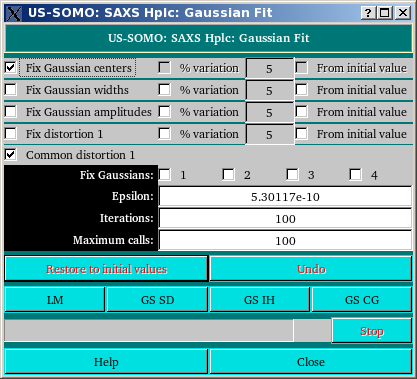 US-SOMO: SAXS Hplc: Gaussian Fit
US-SOMO: SAXS Hplc: Gaussian Fit
Fix Gaussian centers % variation 5 From initial value
Fix Gaussian widths % variation 5 From initial value
Fix Gaussian amplitudes % variation 5 From initial value
Fix distortion 1 % variation 5 From initial value
Common distortion 1
Fix Gaussians: 1 2 3 4
Epsilon: 5.30117e-10
Iterations: 100
Maximum calls: 100
Restore to initial values Undo
LM GS SD GS IH GS CG
Stop
Help Close